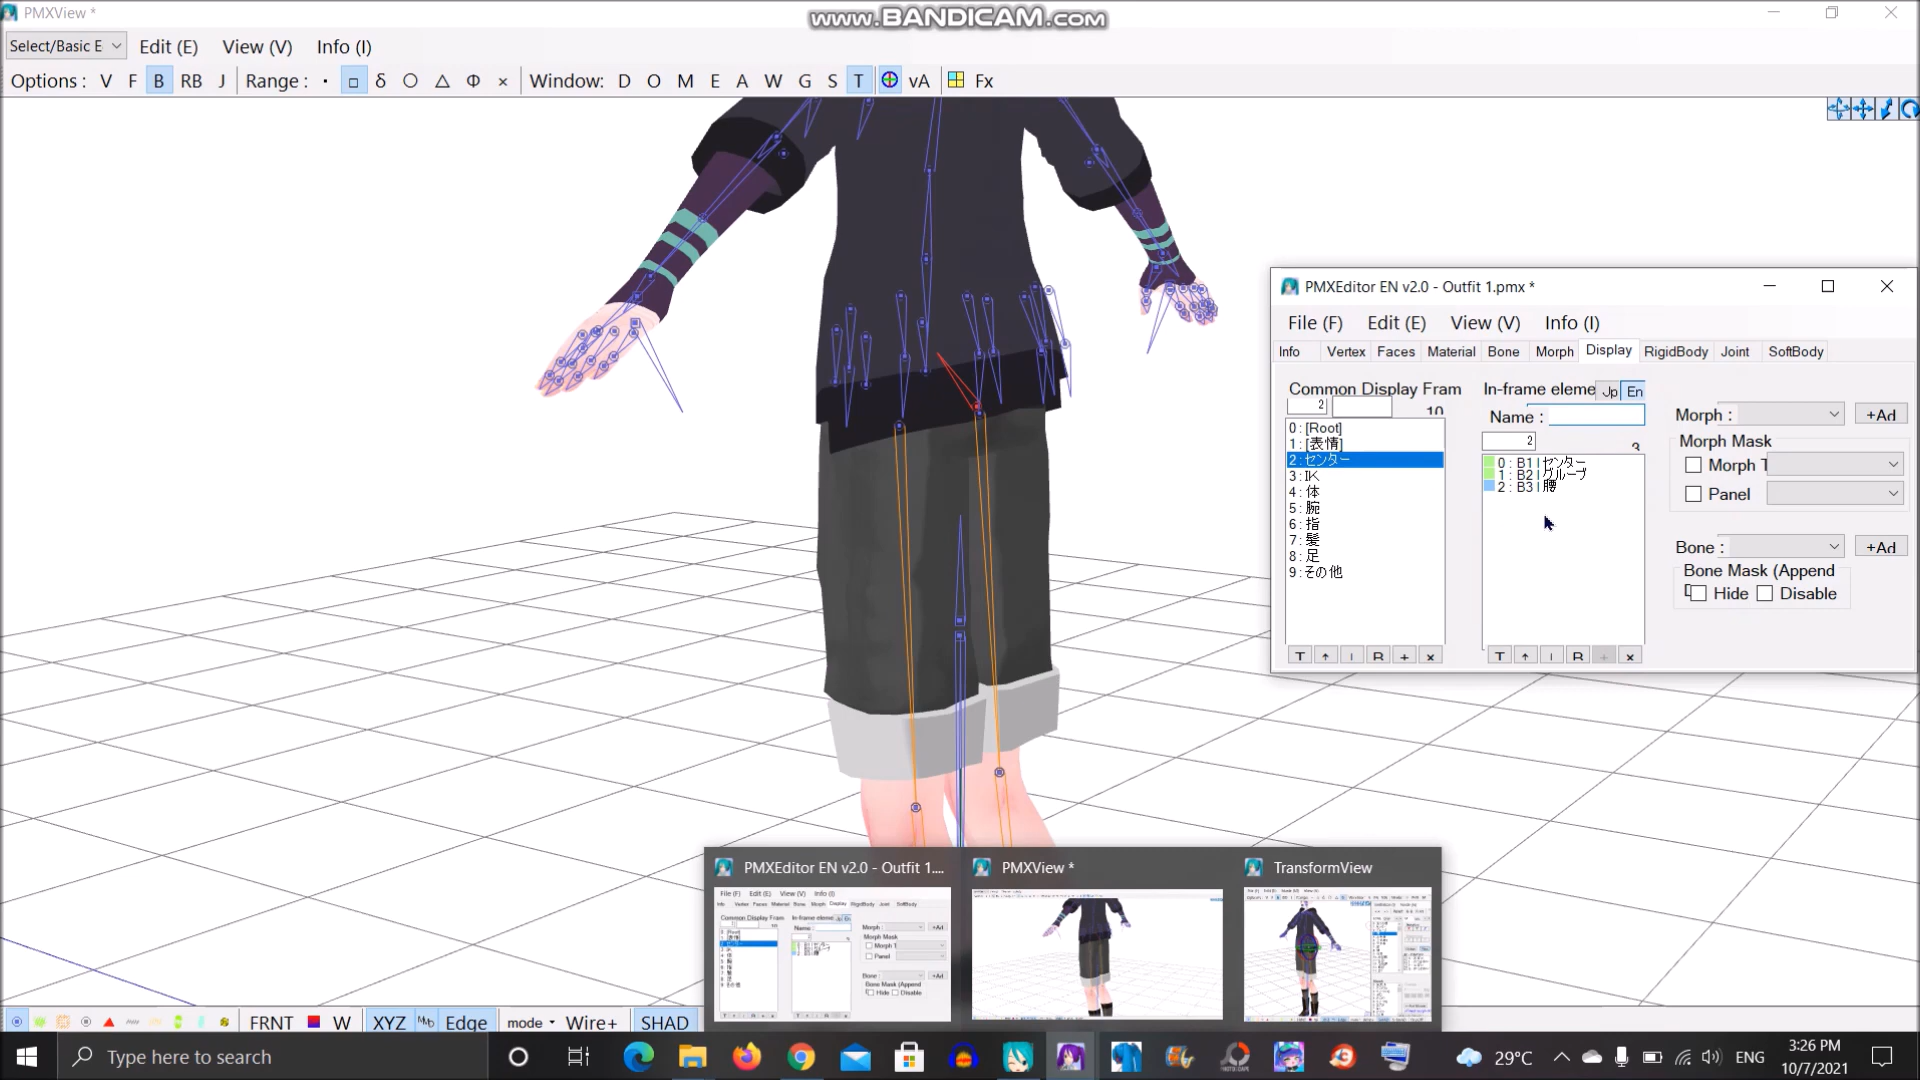 PMXView *
www.BANDICAM.com
Select/Basic E
Edit (E)
View (V)
Info (I)
Options : V F B RB J Range : · □ δ ○ △ Φ × Window: D O M E A W G S T vA Fx
PMXEditor EN v2.0 - Outfit 1.pmx *
File (F) Edit (E) View (V) Info (I)
Info Vertex Faces Material Bone Morph Display RigidBody Joint SoftBody
Common Display Fram
In-frame eleme Jp En
Name :
Morph : +Ad
2 10
2 3
Morph Mask
Morph T
Panel
0 : [Root]
1 : [表情]
2 : センター
3 : IK
4 : 体
5 : 腕
6 : 指
7 : 髪
8 : 足
9 : その他
0 : B1 | センター
1 : B2 | グループ
2 : B3 | 腰
Bone : +Ad
Bone Mask (Append
Hide Disable
T ↑ R + ×
T ↑ R + ×
PMXEditor EN v2.0 - Outfit 1....
PMXView *
TransformView
FRNT W XYZ Edge mode Wire+ SHAD
Type here to search
29°C
ENG
3:26 PM
10/7/2021